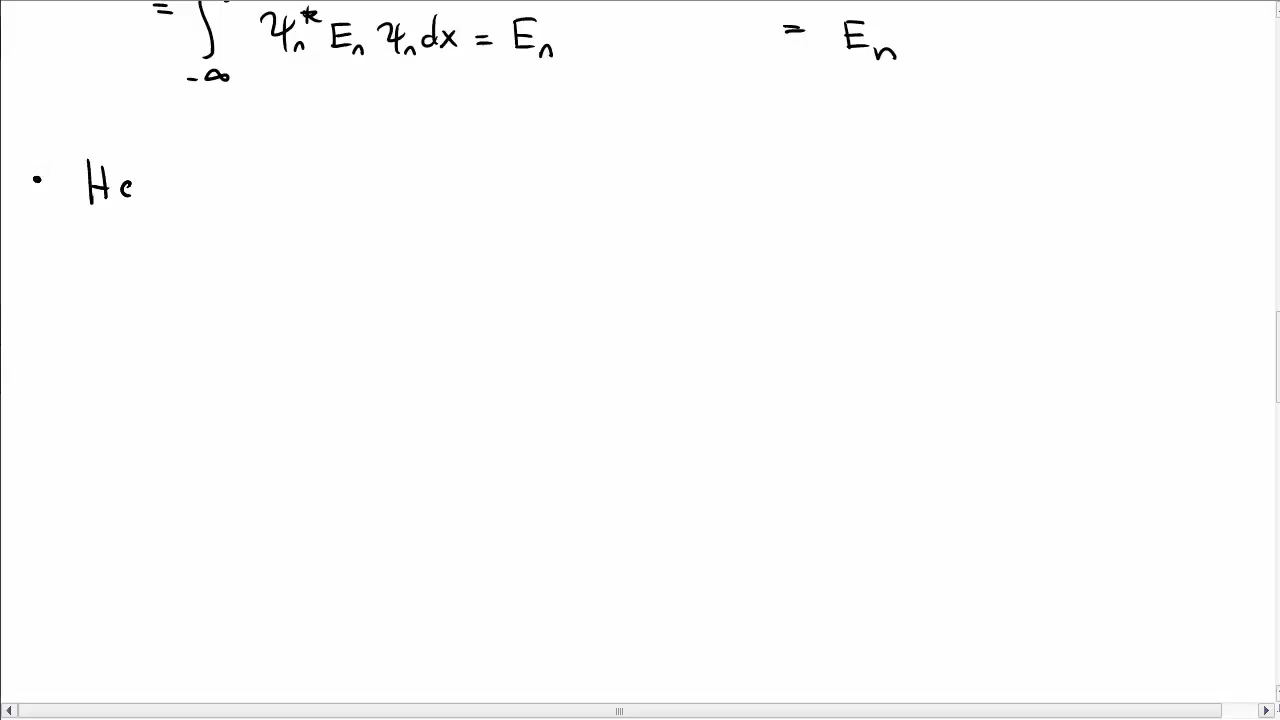 = ∫ ψₙ* Eₙ ψₙ dx = Eₙ = Eₙ
-∞
• He